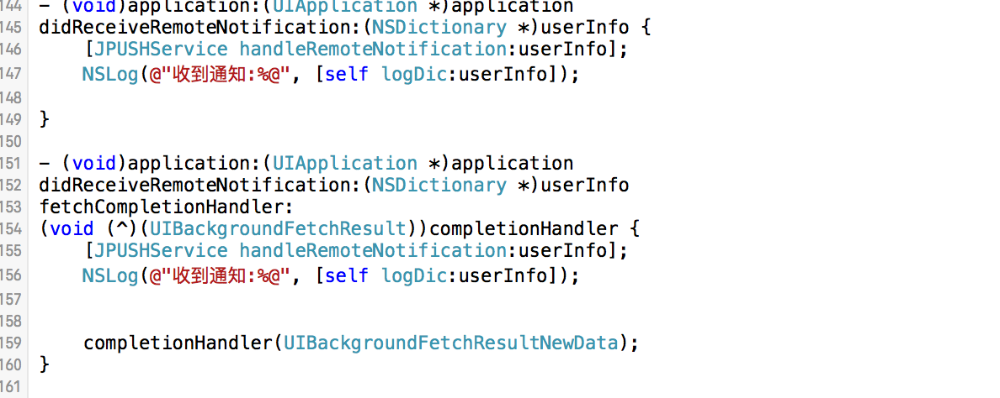 144 - (void)application:(UIApplication *)application
145 didReceiveRemoteNotification:(NSDictionary *)userInfo {
146     [JPUSHService handleRemoteNotification:userInfo];
147     NSLog(@"收到通知:%@", [self logDic:userInfo]);
148
149 }
150
151 - (void)application:(UIApplication *)application
152 didReceiveRemoteNotification:(NSDictionary *)userInfo
153 fetchCompletionHandler:
154 (void (^)(UIBackgroundFetchResult))completionHandler {
155     [JPUSHService handleRemoteNotification:userInfo];
156     NSLog(@"收到通知:%@", [self logDic:userInfo]);
157
158
159     completionHandler(UIBackgroundFetchResultNewData);
160 }
161